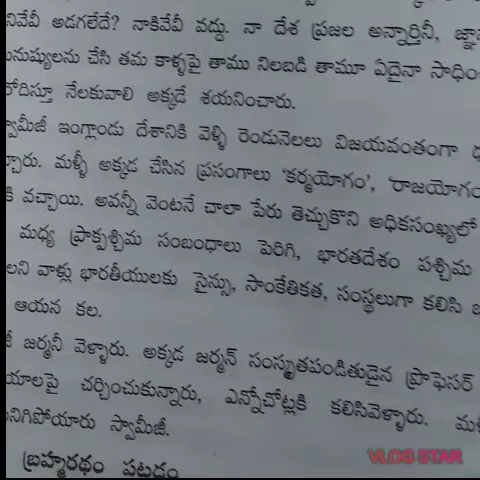 నివేవీ అడగలేదే? నాకివేవీ వద్దు. నా దేశ ప్రజల అన్నార్తినీ,
మనుష్యులను చేసి తమ కాళ్ళపై తాము నిలబడి తామూ ఏదైనా
రోదిస్తూ నేలకువాలి అక్కడే శయనించారు.
స్వామీజీ ఇంగ్లాండు దేశానికి వెళ్ళి రెండునెలలు విజయవంతంగా
చ్చారు. మళ్ళీ అక్కడ చేసిన ప్రసంగాలు 'కర్మయోగం', 'రాజయోగం
కి వచ్చాయి. అవన్నీ వెంటనే చాలా పేరు తెచ్చుకొని అధికసంఖ్యలో
మధ్య ప్రాక్పశ్చిమ సంబంధాలు పెరిగి, భారతదేశం పశ్చిమ
లని వాళ్లు భారతీయులకు సైన్సు, సాంకేతికత, సంస్థలుగా కలిసి
ఆయన కల.
జీ జర్మనీ వెళ్ళారు. అక్కడ జర్మన్ సంస్కృతపండితుడైన ప్రొఫెసర్
యాలపై చర్చించుకున్నారు, ఎన్నోచోట్లకి కలిసివెళ్ళారు.
మనిగిపోయారు స్వామీజీ.
బ్రహ్మరథం పట్టడం
VLOG STAR